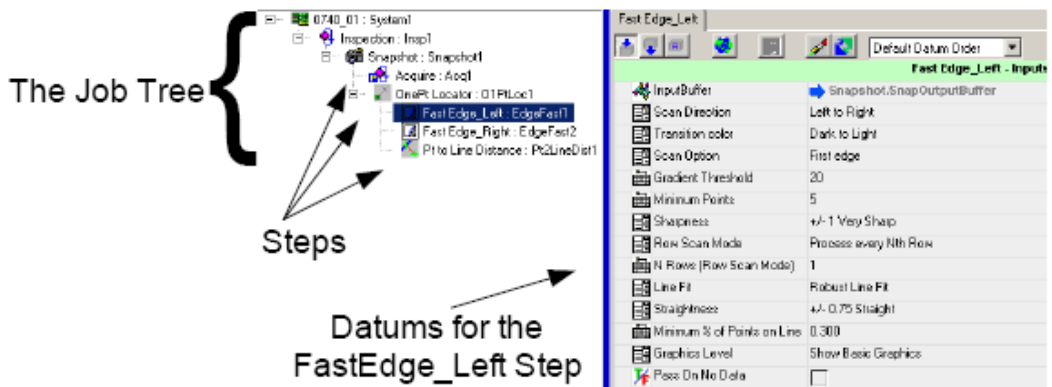 The Job Tree
0740_01 : System1
Inspection : Insp1
Snapshot : Snapshot1
Acquire : Acq1
OnePt Locator : O1PtLoc1
Fast Edge_Left : EdgeFast1
Fast Edge_Right : EdgeFast2
Pt to Line Distance : Pt2LineDist1
Steps
Datums for the
FastEdge_Left Step
Fast Edge_Left
Default Datum Order
Fast Edge_Left - Inputs
InputBuffer Snapshot.SnapOutputBuffer
Scan Direction Left to Right
Transition color Dark to Light
Scan Option First edge
Gradient Threshold 20
Minimum Points 5
Sharpness +/- 1 Very Sharp
Row Scan Mode Process every Nth Row
N Rows (Row Scan Mode) 1
Line Fit Robust Line Fit
Straightness +/- 0.75 Straight
Minimum % of Points on Line 0.300
Graphics Level Show Basic Graphics
Pass On No Data